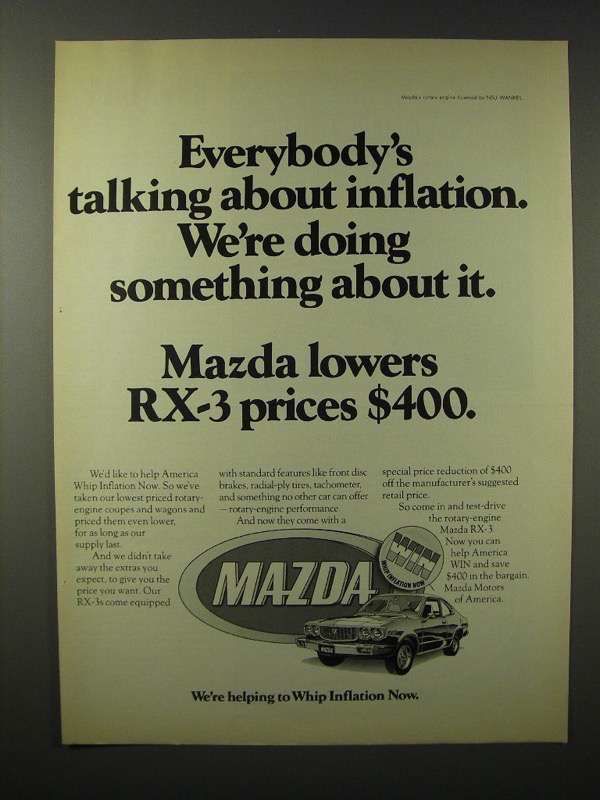 Mazda's rotary engine licensed by NSU-WANKEL.
Everybody's
talking about inflation.
We're doing
something about it.
Mazda lowers
RX-3 prices $400.
We'd like to help America
Whip Inflation Now. So we've
taken our lowest priced rotary-
engine coupes and wagons and
priced them even lower,
for as long as our
supply last.
And we didn't take
away the extras you
expect, to give you the
price you want. Our
RX-3s come equipped
with standard features like front disc
brakes, radial-ply tires, tachometer,
and something no other car can offer
— rotary-engine performance
And now they come with a
special price reduction of $400
off the manufacturer's suggested
retail price.
So come in and test-drive
the rotary-engine
Mazda RX-3
Now you can
help America
WIN and save
$400 in the bargain.
Mazda Motors
of America.
MAZDA
WIN
WHIP INFLATION NOW
MAZDA
We're helping to Whip Inflation Now.